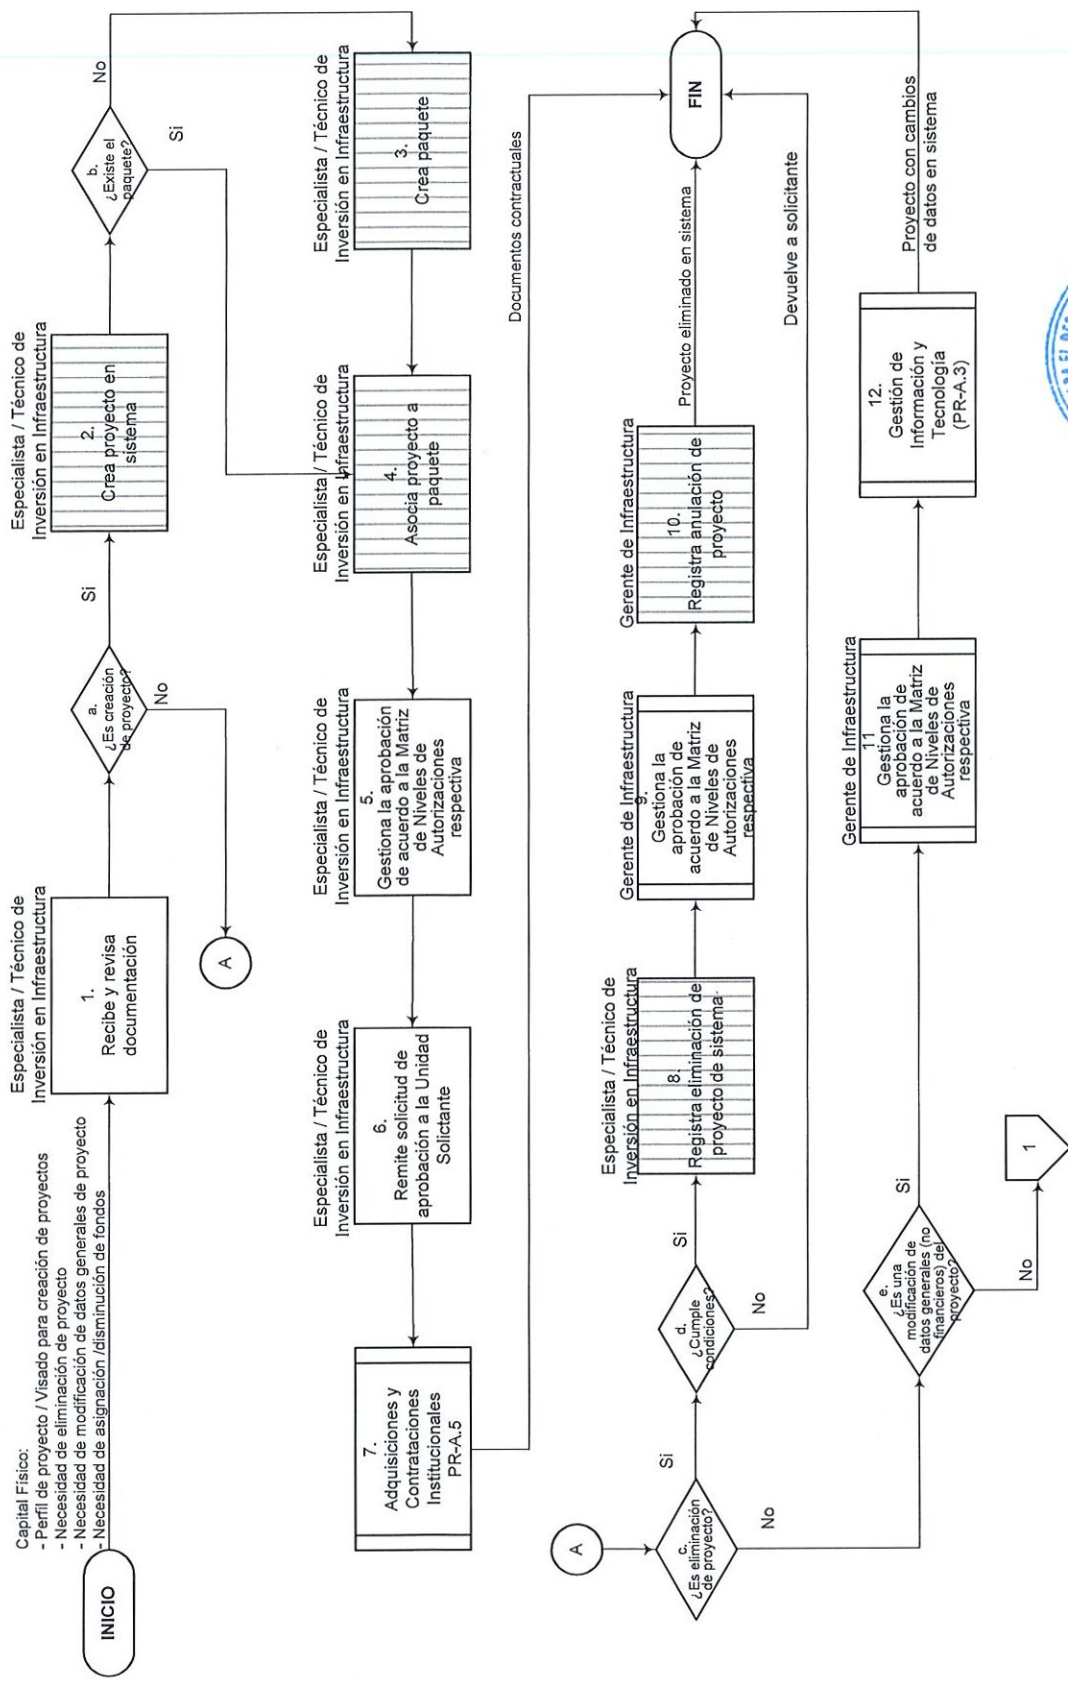 Capital Físico:
- Perfil de proyecto / Visado para creación de proyectos
- Necesidad de eliminación de proyecto
- Necesidad de modificación de datos generales de proyecto
- Necesidad de asignación /disminución de fondos
INICIO
Especialista / Técnico de
Inversión en Infraestructura
1.
Recibe y revisa
documentación
a.
¿Es creación
de proyecto?
Si
No
A
Especialista / Técnico de
Inversión en Infraestructura
2.
Crea proyecto en
sistema
b.
¿Existe el
paquete?
No
Si
Especialista / Técnico de
Inversión en Infraestructura
3.
Crea paquete
Especialista / Técnico de
Inversión en Infraestructura
4.
Asocia proyecto a
paquete
Especialista / Técnico de
Inversión en Infraestructura
5.
Gestiona la aprobación
de acuerdo a la Matriz
de Niveles de
Autorizaciones
respectiva
Especialista / Técnico de
Inversión en Infraestructura
6.
Remite solicitud de
aprobación a la Unidad
Solictante
7.
Adquisiciones y
Contrataciones
Institucionales
PR-A.5
Documentos contractuales
A
c.
¿Es eliminación
de proyecto?
Si
No
d.
¿Cumple
condiciones?
Si
No
Especialista / Técnico de
Inversión en Infraestructura
8.
Registra eliminación de
proyecto de sistema
Gerente de Infraestructura
9.
Gestiona la
aprobación de
acuerdo a la Matriz
de Niveles de
Autorizaciones
respectiva
Gerente de Infraestructura
10.
Registra anulación de
proyecto
Proyecto eliminado en sistema
FIN
Devuelve a solicitante
e.
¿Es una
modificación de
datos generales (no
financieros) del
proyecto?
Si
No
1
Gerente de Infraestructura
11
Gestiona la
aprobación de
acuerdo a la Matriz
de Niveles de
Autorizaciones
respectiva
12.
Gestión de
Información y
Tecnología
(PR-A.3)
Proyecto con cambios
de datos en sistema